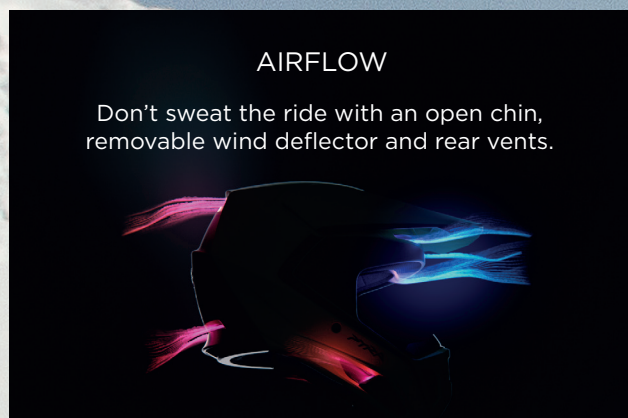 AIRFLOW
Don’t sweat the ride with an open chin,
removable wind deflector and rear vents.